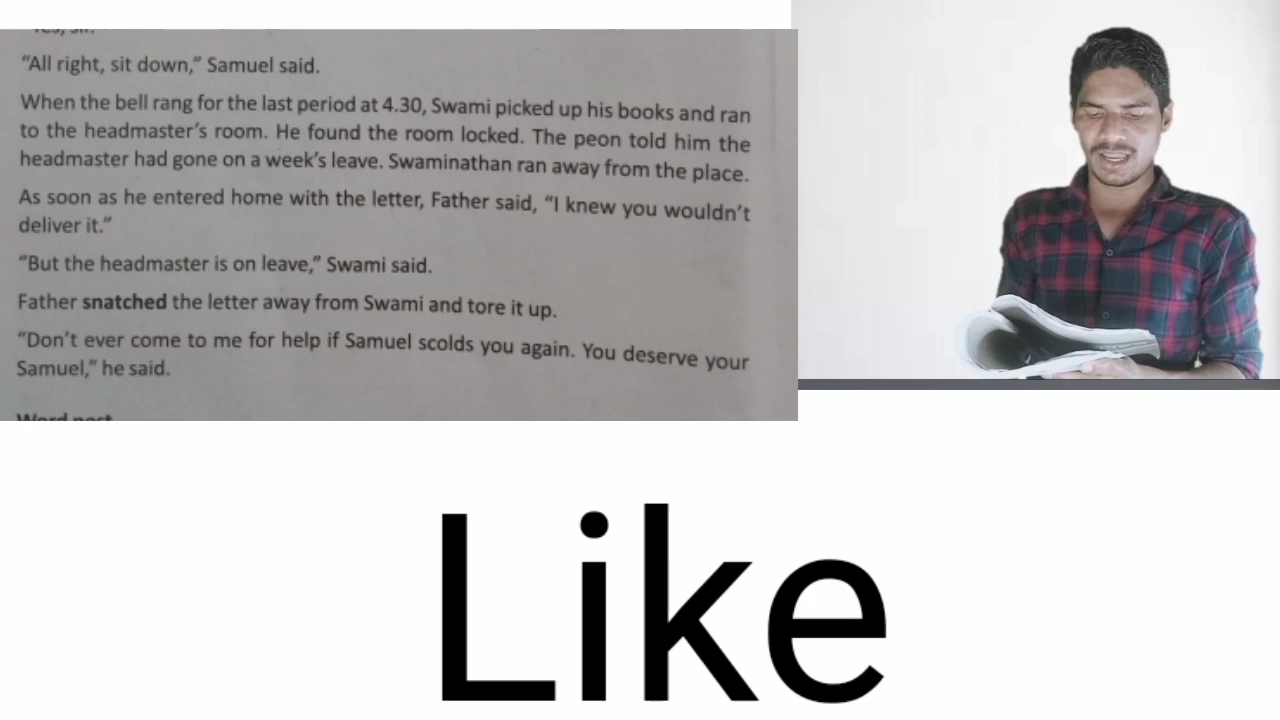 "Yes, sir."
"All right, sit down," Samuel said.
When the bell rang for the last period at 4.30, Swami picked up his books and ran
to the headmaster's room. He found the room locked. The peon told him the
headmaster had gone on a week's leave. Swaminathan ran away from the place.
As soon as he entered home with the letter, Father said, "I knew you wouldn't
deliver it."
"But the headmaster is on leave," Swami said.
Father snatched the letter away from Swami and tore it up.
"Don't ever come to me for help if Samuel scolds you again. You deserve your
Samuel," he said.
Word nest
Like